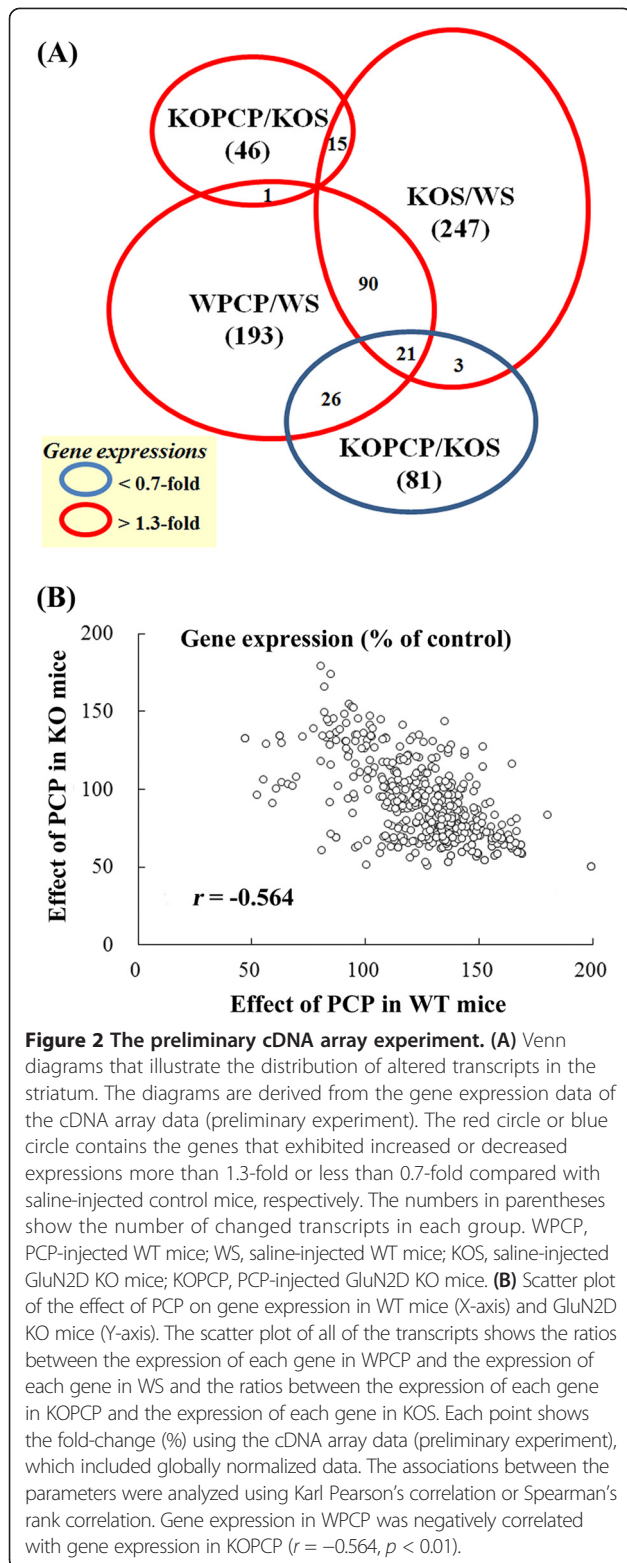 (A)
KOPCP/KOS
(46)
15
1
KOS/WS
(247)
90
WPCP/WS
(193)
21
3
26
KOPCP/KOS
(81)
Gene expressions
< 0.7-fold
> 1.3-fold
(B)
200
Gene expression (% of control)
150
100
50
0
Effect of PCP in KO mice
r = -0.564
0
50
100
150
200
Effect of PCP in WT mice
Figure 2 The preliminary cDNA array experiment. (A) Venn
diagrams that illustrate the distribution of altered transcripts in the
striatum. The diagrams are derived from the gene expression data of
the cDNA array data (preliminary experiment). The red circle or blue
circle contains the genes that exhibited increased or decreased
expressions more than 1.3-fold or less than 0.7-fold compared with
saline-injected control mice, respectively. The numbers in parentheses
show the number of changed transcripts in each group. WPCP,
PCP-injected WT mice; WS, saline-injected WT mice; KOS, saline-injected
GluN2D KO mice; KOPCP, PCP-injected GluN2D KO mice. (B) Scatter plot
of the effect of PCP on gene expression in WT mice (X-axis) and GluN2D
KO mice (Y-axis). The scatter plot of all of the transcripts shows the ratios
between the expression of each gene in WPCP and the expression of
each gene in WS and the ratios between the expression of each gene
in KOPCP and the expression of each gene in KOS. Each point shows
the fold-change (%) using the cDNA array data (preliminary experiment),
which included globally normalized data. The associations between the
parameters were analyzed using Karl Pearson's correlation or Spearman's
rank correlation. Gene expression in WPCP was negatively correlated
with gene expression in KOPCP (r = −0.564, p < 0.01).